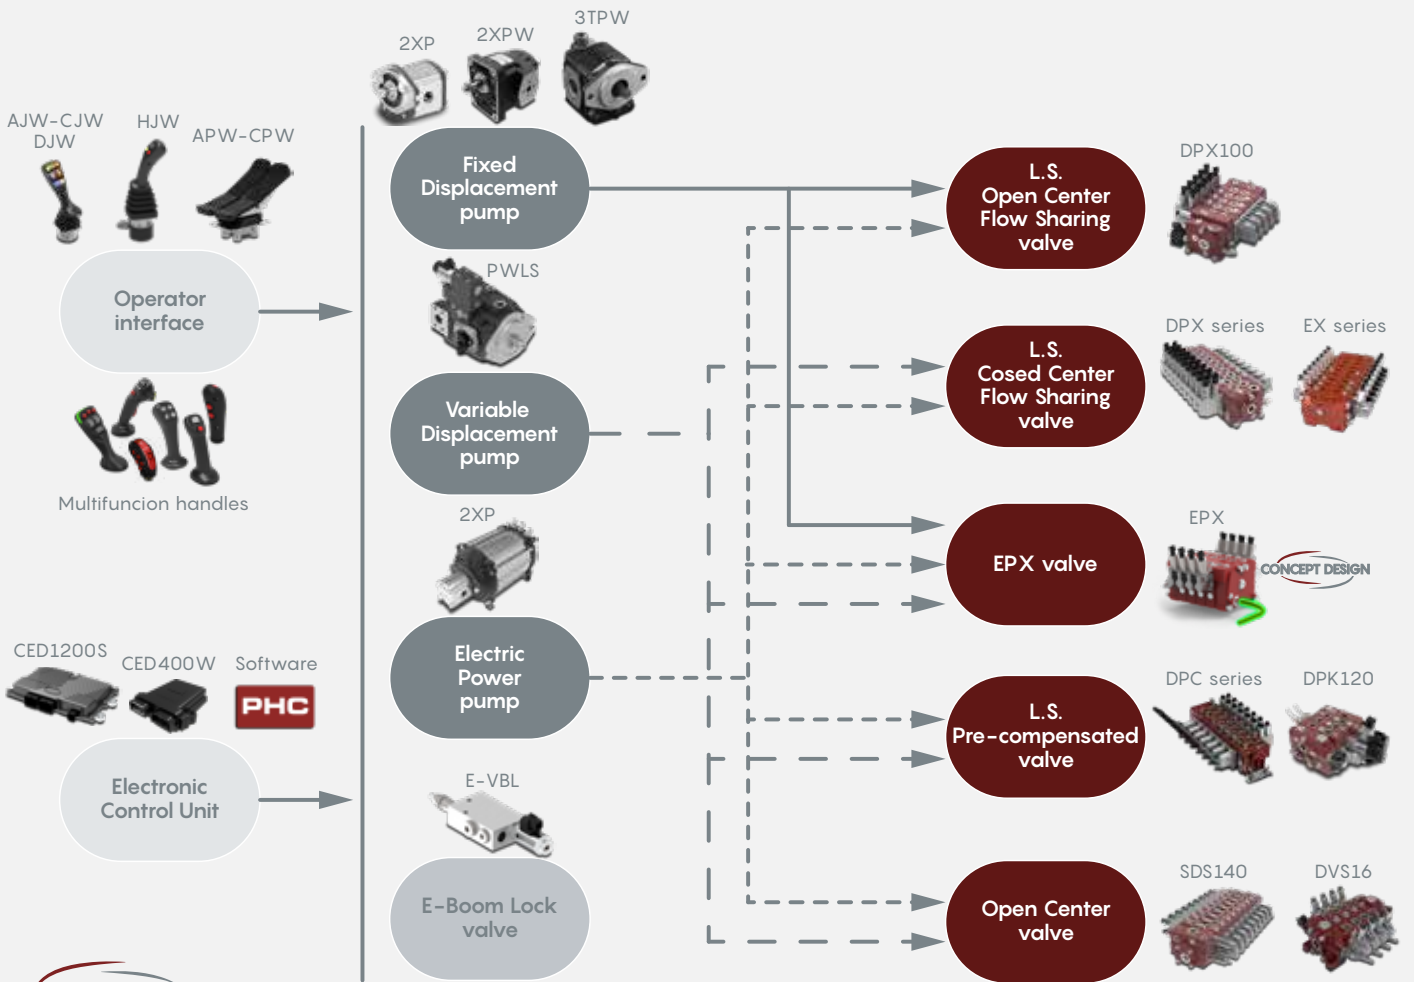 3TPW
2XPW
2XP
AJW-CJW
DJW
HJW
APW-CPW
Fixed
Displacement
pump
L.S.
Open Center
Flow Sharing
valve
DPX100
Operator
interface
PWLS
DPX series
EX series
L.S.
Cosed Center
Flow Sharing
valve
Variable
Displacement
pump
Multifuncion handles
2XP
EPX
EPX valve
CONCEPT DESIGN
CED1200S
CED400W
Software
PHC
Electric
Power
pump
DPC series
DPK120
L.S.
Pre-compensated
valve
Electronic
Control Unit
E-VBL
E-Boom Lock
valve
SDS140
DVS16
Open Center
valve